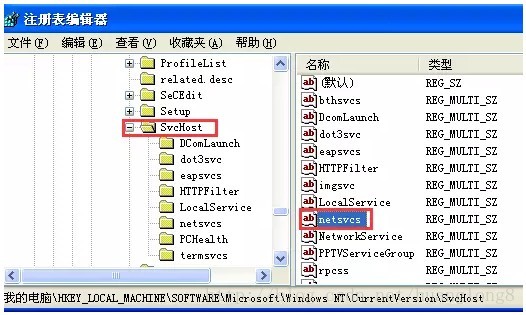 注册表编辑器
文件(F) 编辑(E) 查看(V) 收藏夹(A) 帮助(H)
ProfileList
related.desc
SeCEdit
Setup
SvcHost
DComLaunch
dot3svc
eapsvcs
HTTPFilter
LocalService
netsvcs
PCHealth
termsvcs
名称 类型
(默认) REG_SZ
bthsvcs REG_MULTI_SZ
DcomLaunch REG_MULTI_SZ
dot3svc REG_MULTI_SZ
eapsvcs REG_MULTI_SZ
HTTPFilter REG_MULTI_SZ
imgsvc REG_MULTI_SZ
LocalService REG_MULTI_SZ
netsvcs REG_MULTI_SZ
NetworkService REG_MULTI_SZ
PPTVServiceGroup REG_MULTI_SZ
rpcss REG_MULTI_SZ
我的电脑\HKEY_LOCAL_MACHINE\SOFTWARE\Microsoft\Windows NT\CurrentVersion\SvcHost